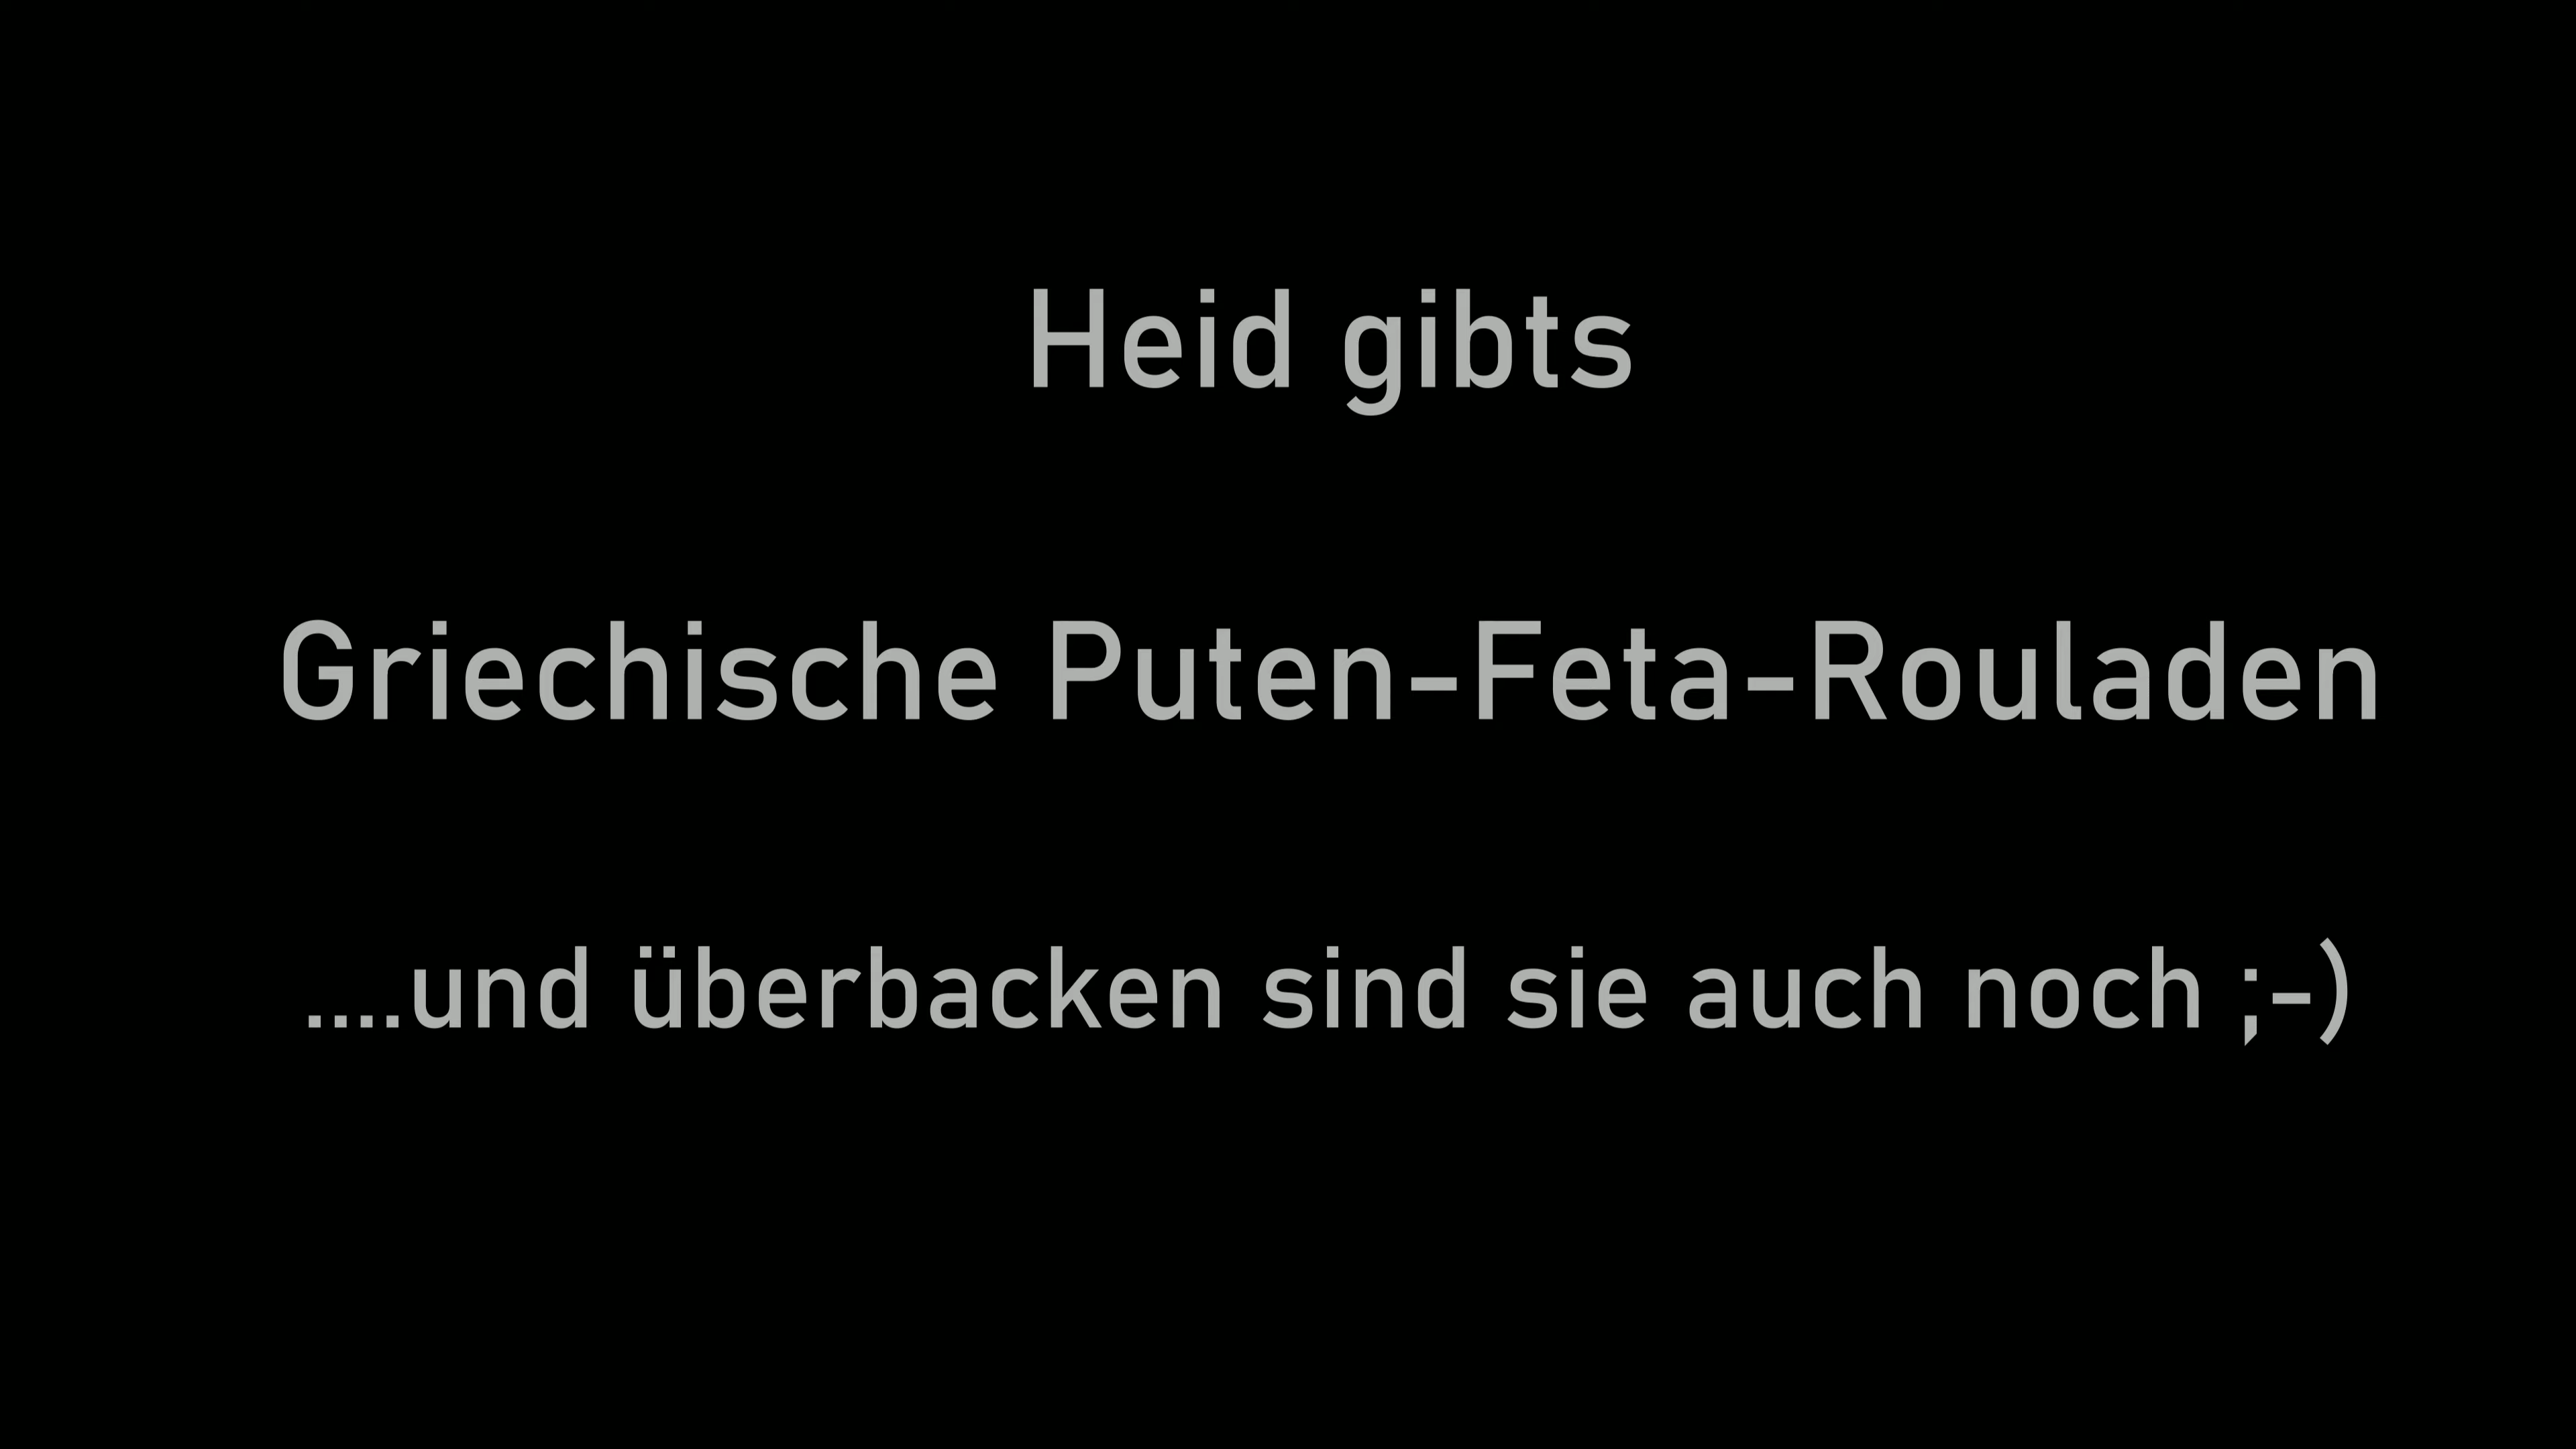 Heid gibts
Griechische Puten-Feta-Rouladen
....und überbacken sind sie auch noch ;-)